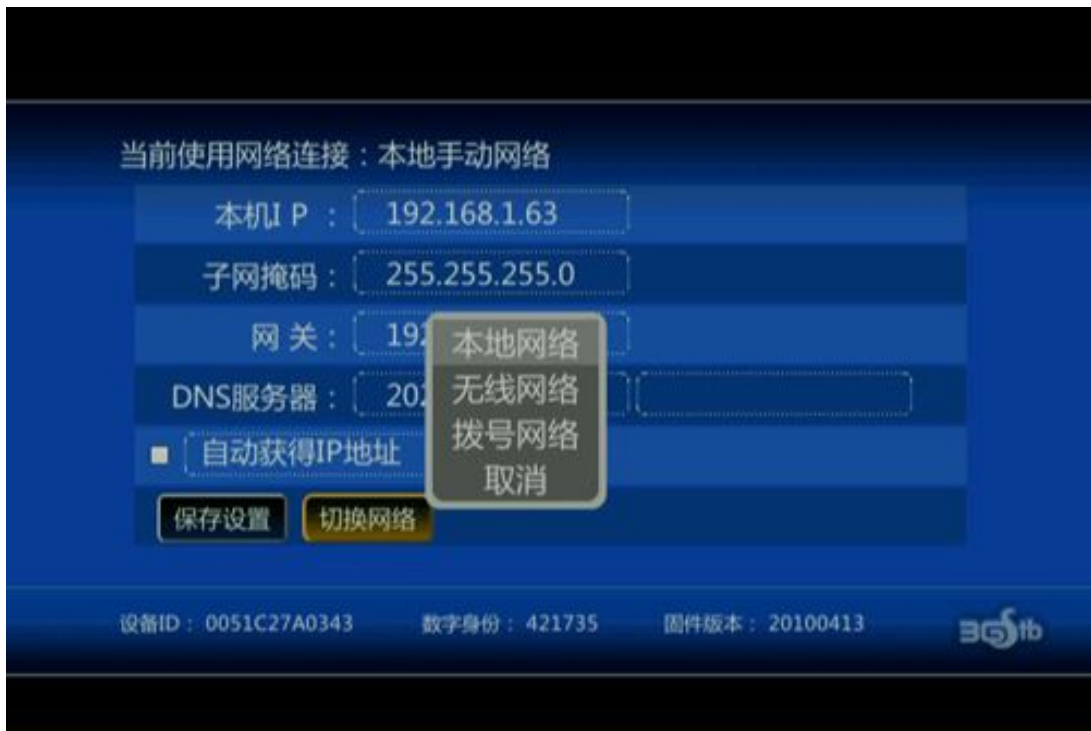 当前使用网络连接：本地手动网络
本机I P ： 192.168.1.63
子网掩码： 255.255.255.0
网 关： 192
DNS服务器： 202
本地网络
无线网络
拨号网络
取消
自动获得IP地址
保存设置 切换网络
设备ID： 0051C27A0343 数字身份： 421735 固件版本： 20100413
3GStb